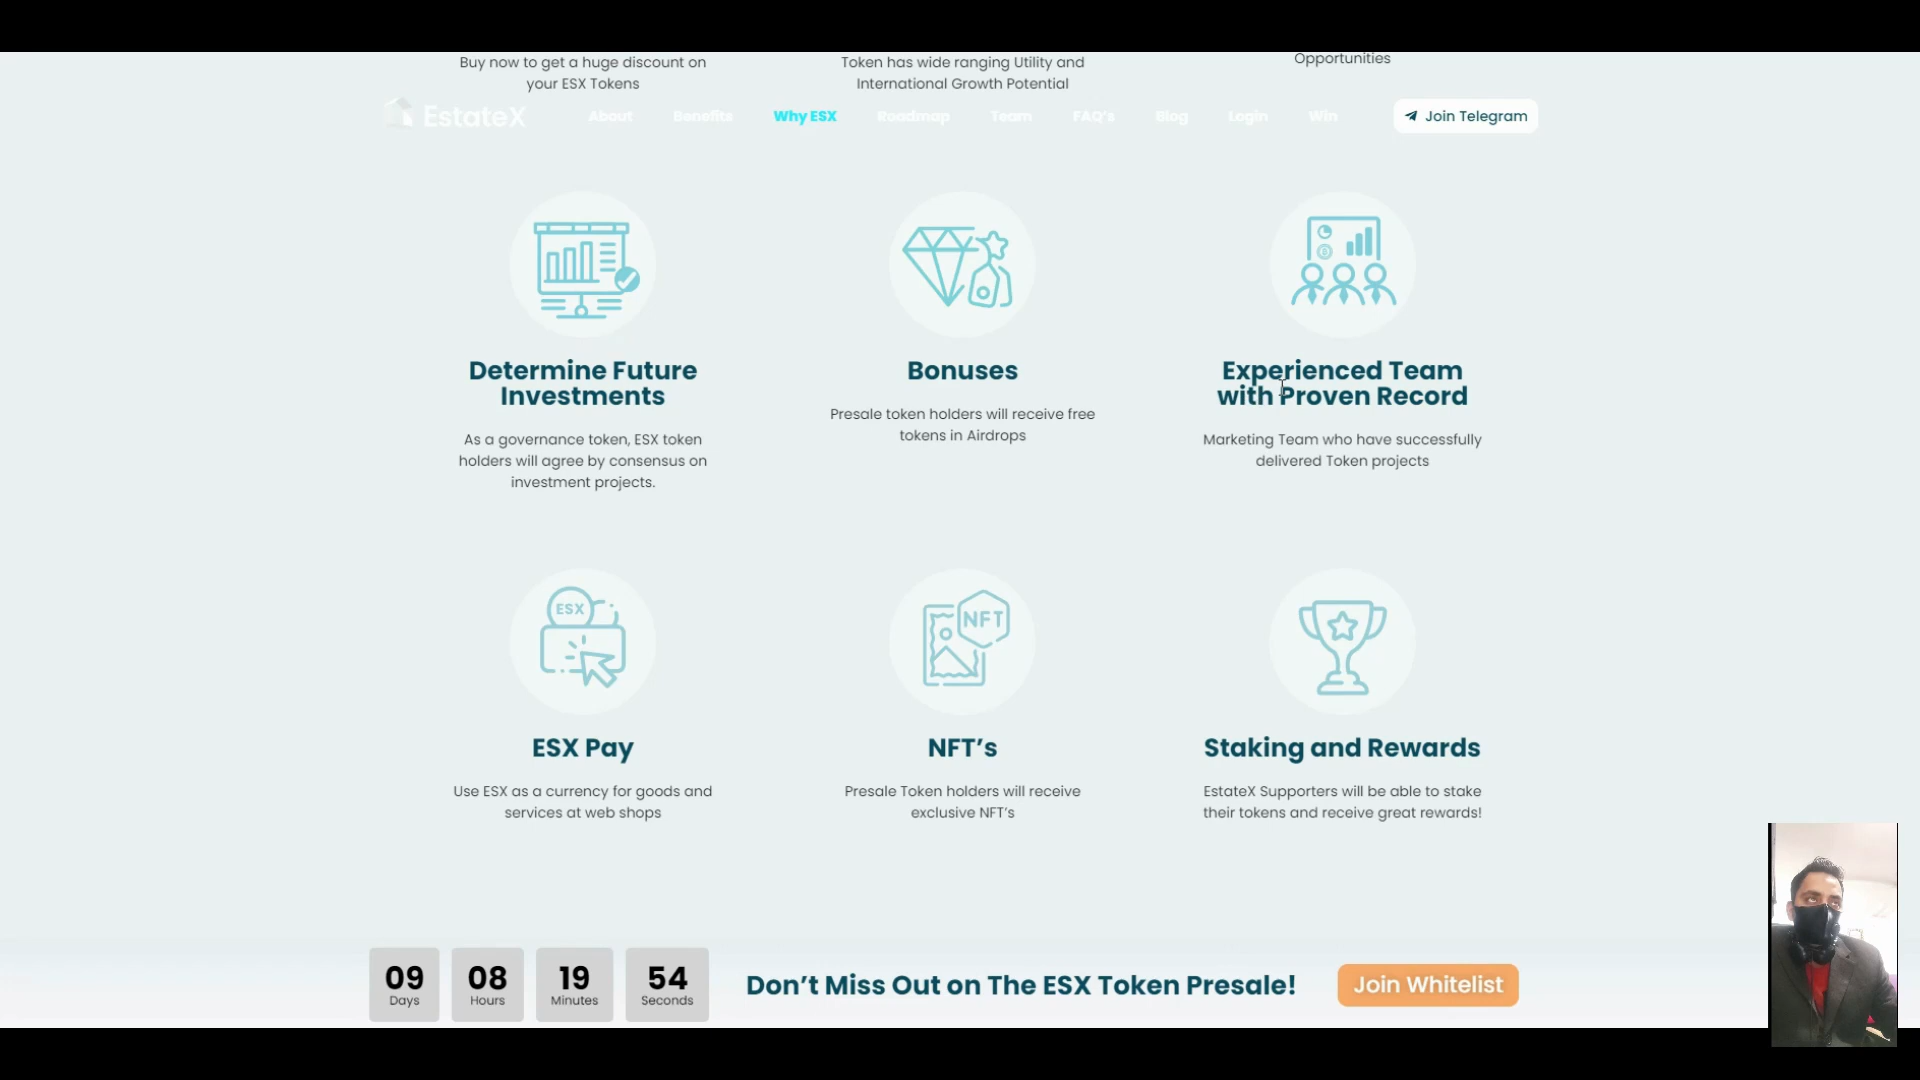 Buy now to get a huge discount on
your ESX Tokens
Token has wide ranging Utility and
International Growth Potential
Opportunities
EstateX
About
Benefits
Why ESX
Roadmap
Team
FAQ's
Blog
Login
Win
Join Telegram
Determine Future
Investments
As a governance token, ESX token
holders will agree by consensus on
investment projects.
Bonuses
Presale token holders will receive free
tokens in Airdrops
Experienced Team
with Proven Record
Marketing Team who have successfully
delivered Token projects
ESX
ESX Pay
Use ESX as a currency for goods and
services at web shops
NFT
NFT’s
Presale Token holders will receive
exclusive NFT’s
Staking and Rewards
EstateX Supporters will be able to stake
their tokens and receive great rewards!
09
Days
08
Hours
19
Minutes
54
Seconds
Don’t Miss Out on The ESX Token Presale!
Join Whitelist